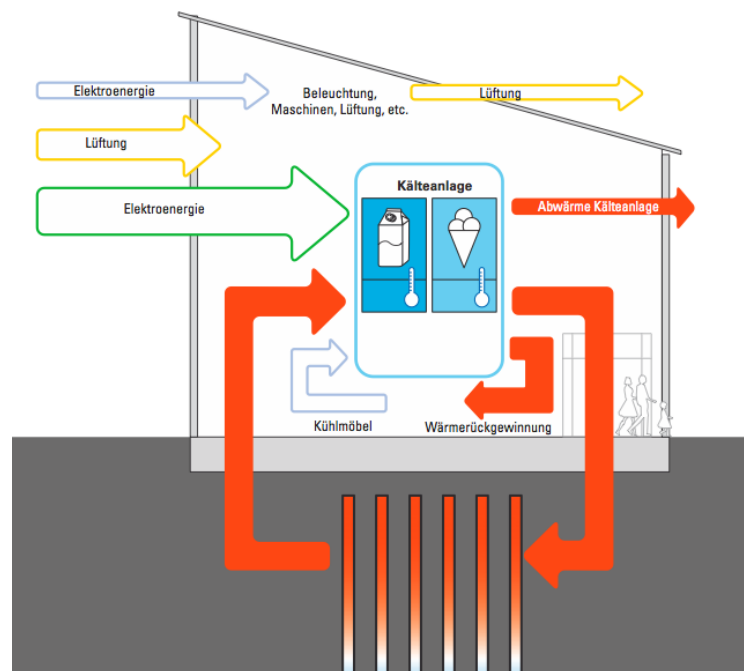 Elektroenergie
Beleuchtung,
Maschinen, Lüftung, etc.
Lüftung
Lüftung
Kälteanlage
Elektroenergie
Abwärme Kälteanlage
Kühlmöbel
Wärmerückgewinnung